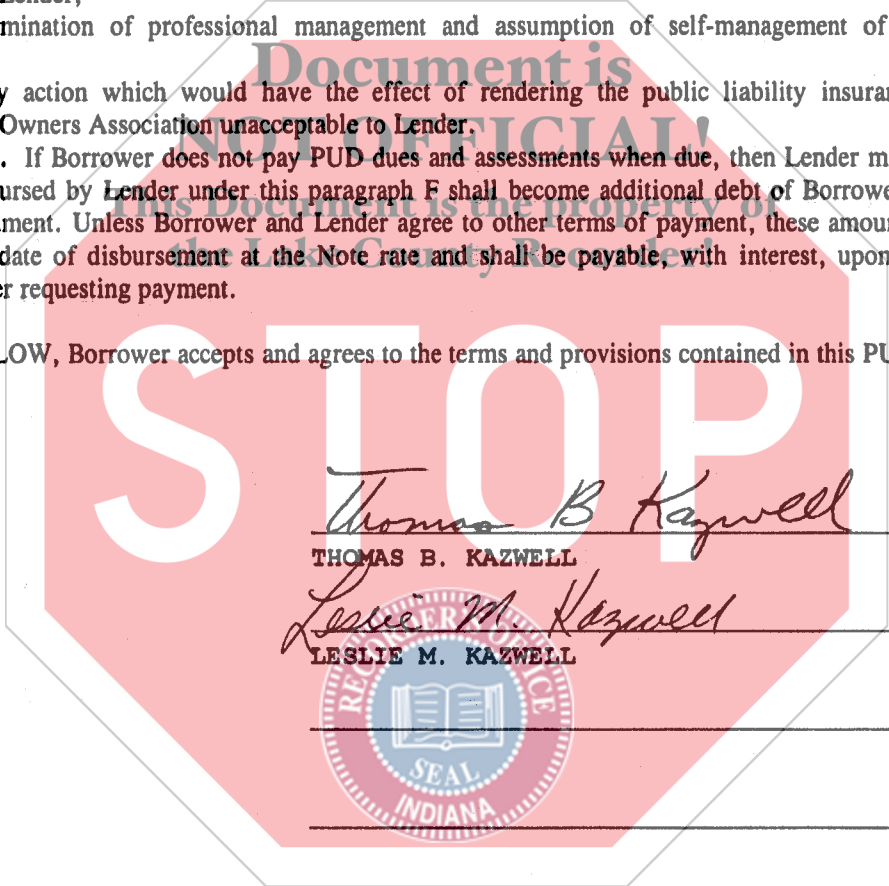 Lender;
mination of professional management and assumption of self-management of
Document is
y action which would have the effect of rendering the public liability insuran
Owners Association unacceptable to Lender.
NOT OFFICIAL!
. If Borrower does not pay PUD dues and assessments when due, then Lender m
ursed by Lender under this paragraph F shall become additional debt of Borrowe
This Document is the property of
ment. Unless Borrower and Lender agree to other terms of payment, these amoun
the Lake County Recorder!
date of disbursement at the Note rate and shall be payable, with interest, upon
er requesting payment.
LOW, Borrower accepts and agrees to the terms and provisions contained in this PU
STOP
Thomas B Kazwell
THOMAS B. KAZWELL
Leslie M. Kazwell
LESLIE M. KAZWELL
RECORDER'S OFFICE
SEAL
INDIANA